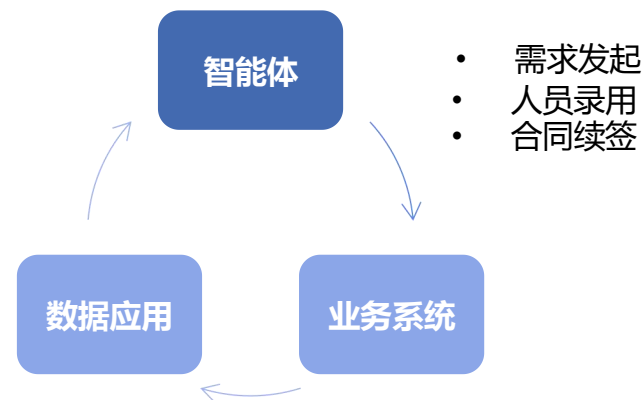 智能体
• 需求发起
• 人员录用
• 合同续签
数据应用
业务系统